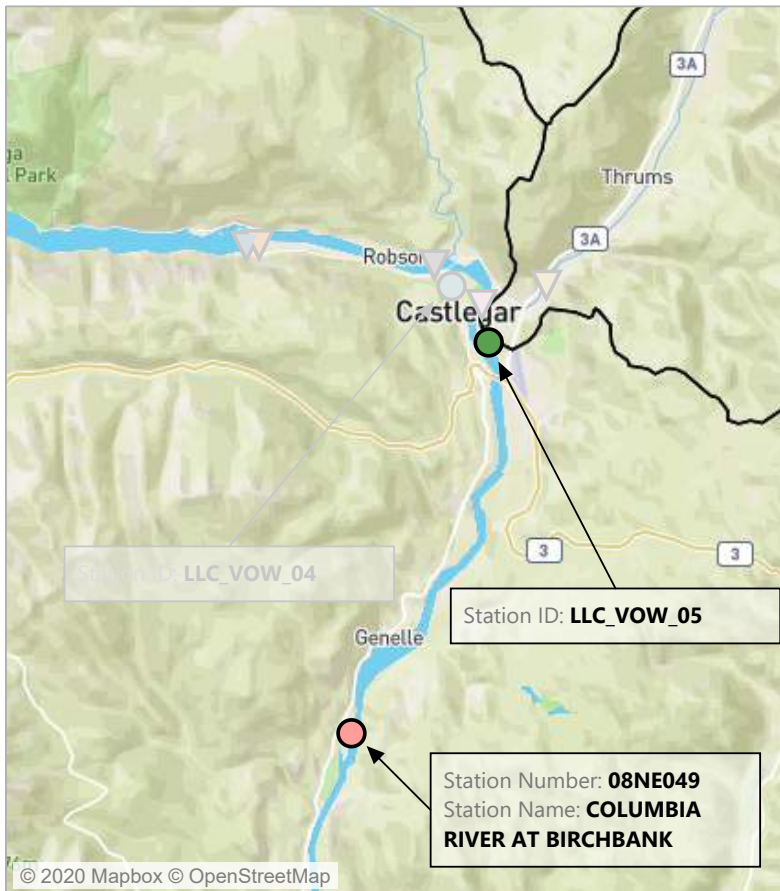 3A
ga
l Park
Thrums
3A
Robson
Castlegar
Station ID: LLC_VOW_04
3
3
Station ID: LLC_VOW_05
Genelle
Station Number: 08NE049
Station Name: COLUMBIA
RIVER AT BIRCHBANK
© 2020 Mapbox © OpenStreetMap